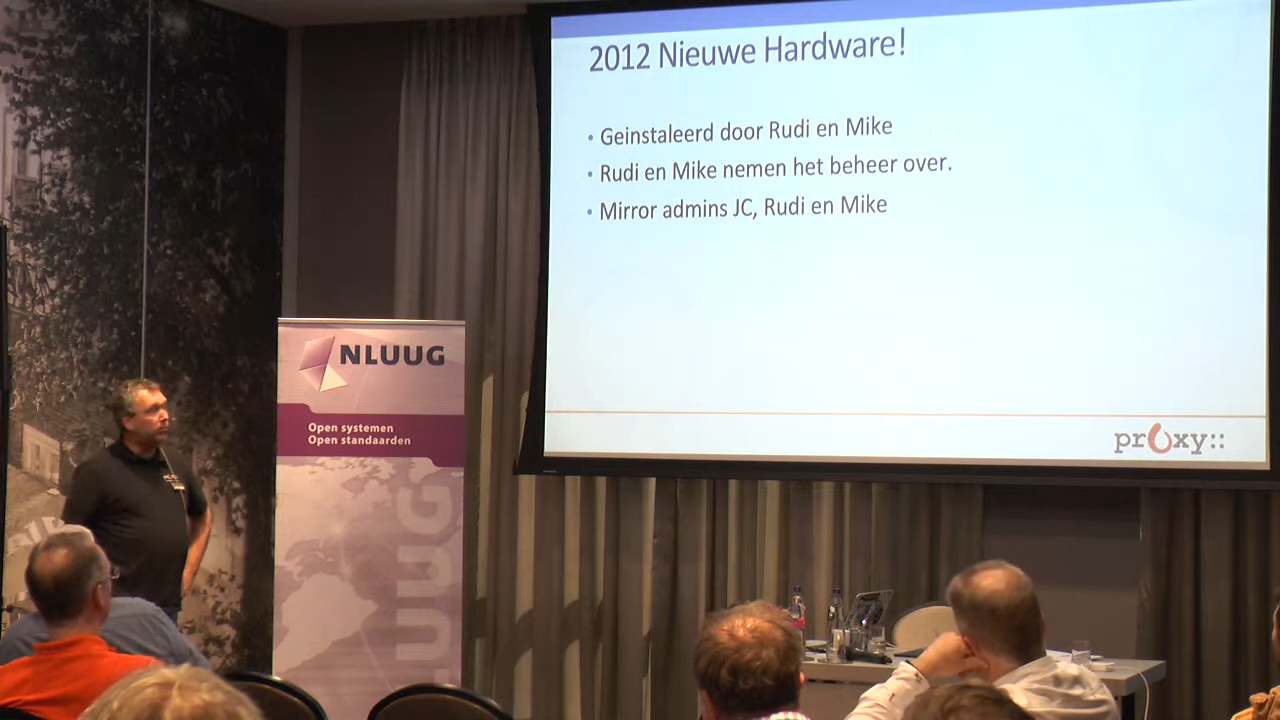 2012 Nieuwe Hardware!
• Geinstaleerd door Rudi en Mike
• Rudi en Mike nemen het beheer over.
• Mirror admins JC, Rudi en Mike
proxy::
NLUUG
Open systemen
Open standaarden
NLUUG